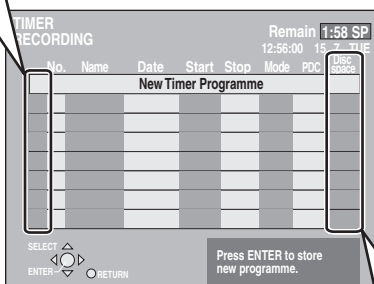 TIMER
RECORDING
Remain 1:58 SP
12:56:00 15. 7. TUE
No. Name Date Start Stop Mode PDC Disc space
New Timer Programme
SELECT
ENTER
RETURN
Press ENTER to store
new programme.